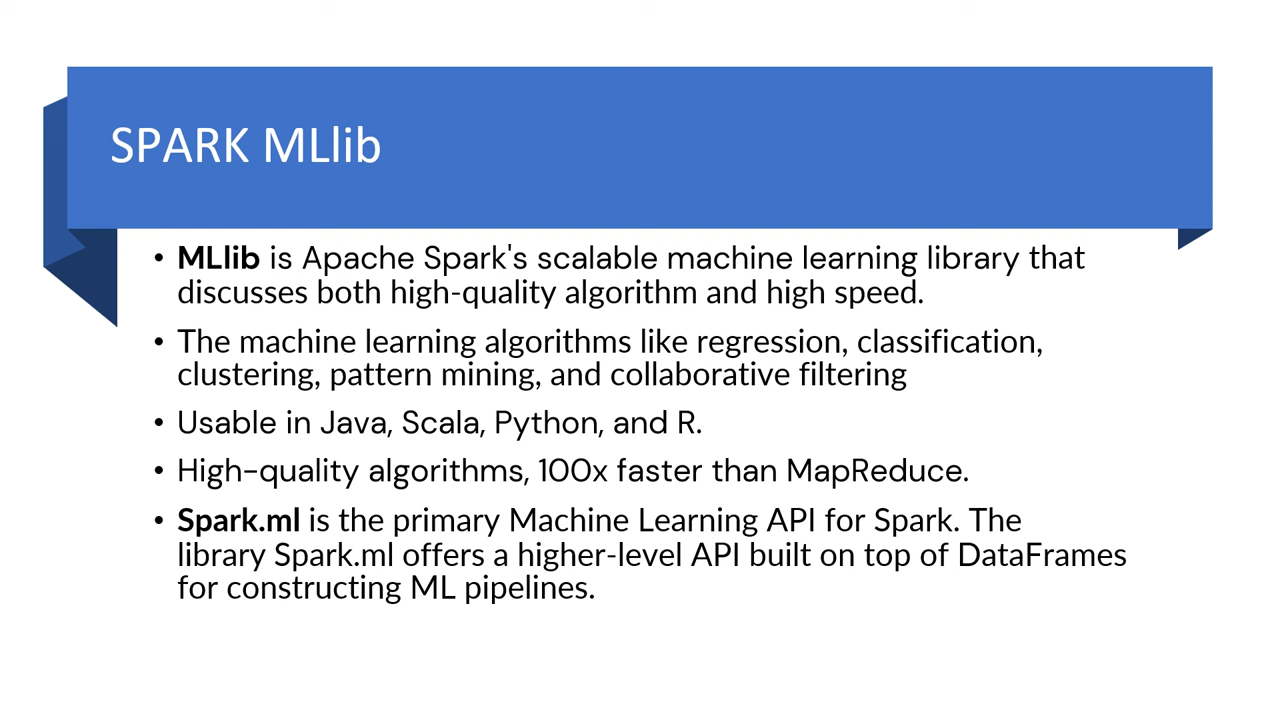 SPARK MLlib
• MLlib is Apache Spark's scalable machine learning library that
discusses both high-quality algorithm and high speed.
• The machine learning algorithms like regression, classification,
clustering, pattern mining, and collaborative filtering
• Usable in Java, Scala, Python, and R.
• High-quality algorithms, 100x faster than MapReduce.
• Spark.ml is the primary Machine Learning API for Spark. The
library Spark.ml offers a higher-level API built on top of DataFrames
for constructing ML pipelines.